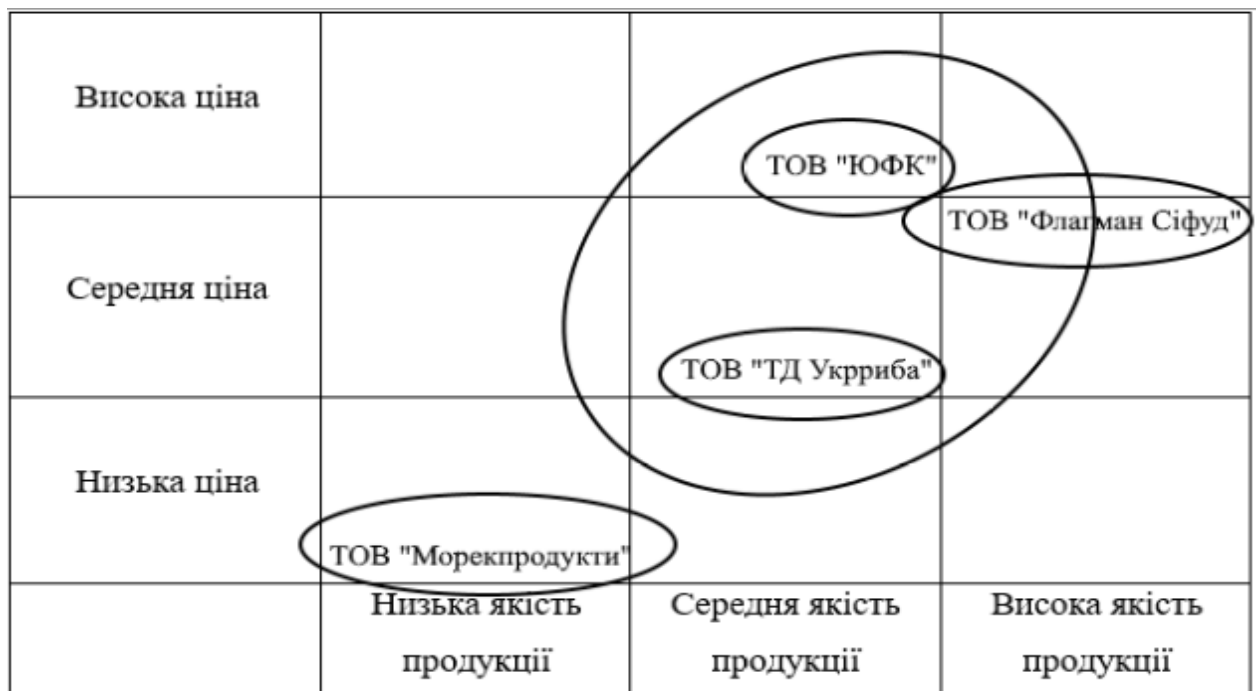 Висока ціна
ТОВ "ЮФК"
ТОВ "Флагман Сіфуд"
Середня ціна
ТОВ "ТД Укрриба"
Низька ціна
ТОВ "Морекпродукти"
Низька якість
продукції
Середня якість
продукції
Висока якість
продукції